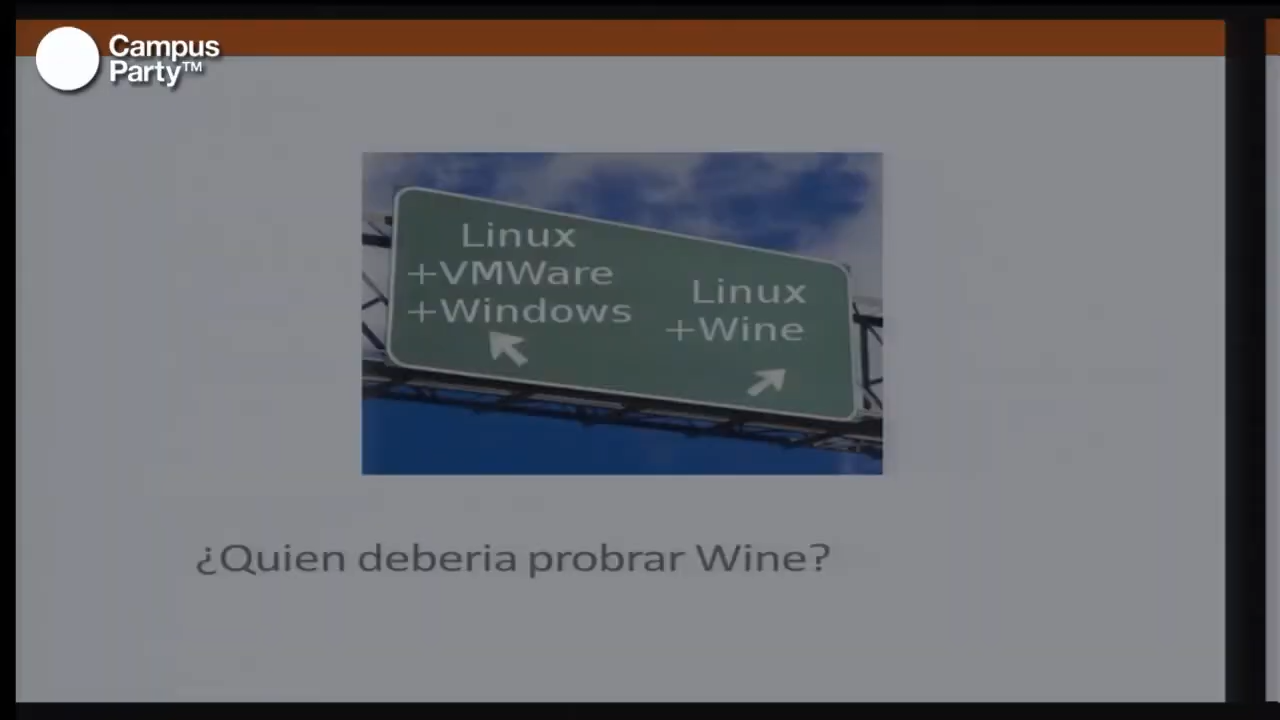 Campus
Party™
Linux
+VMWare
+Windows
Linux
+Wine
¿Quien deberia probrar Wine?